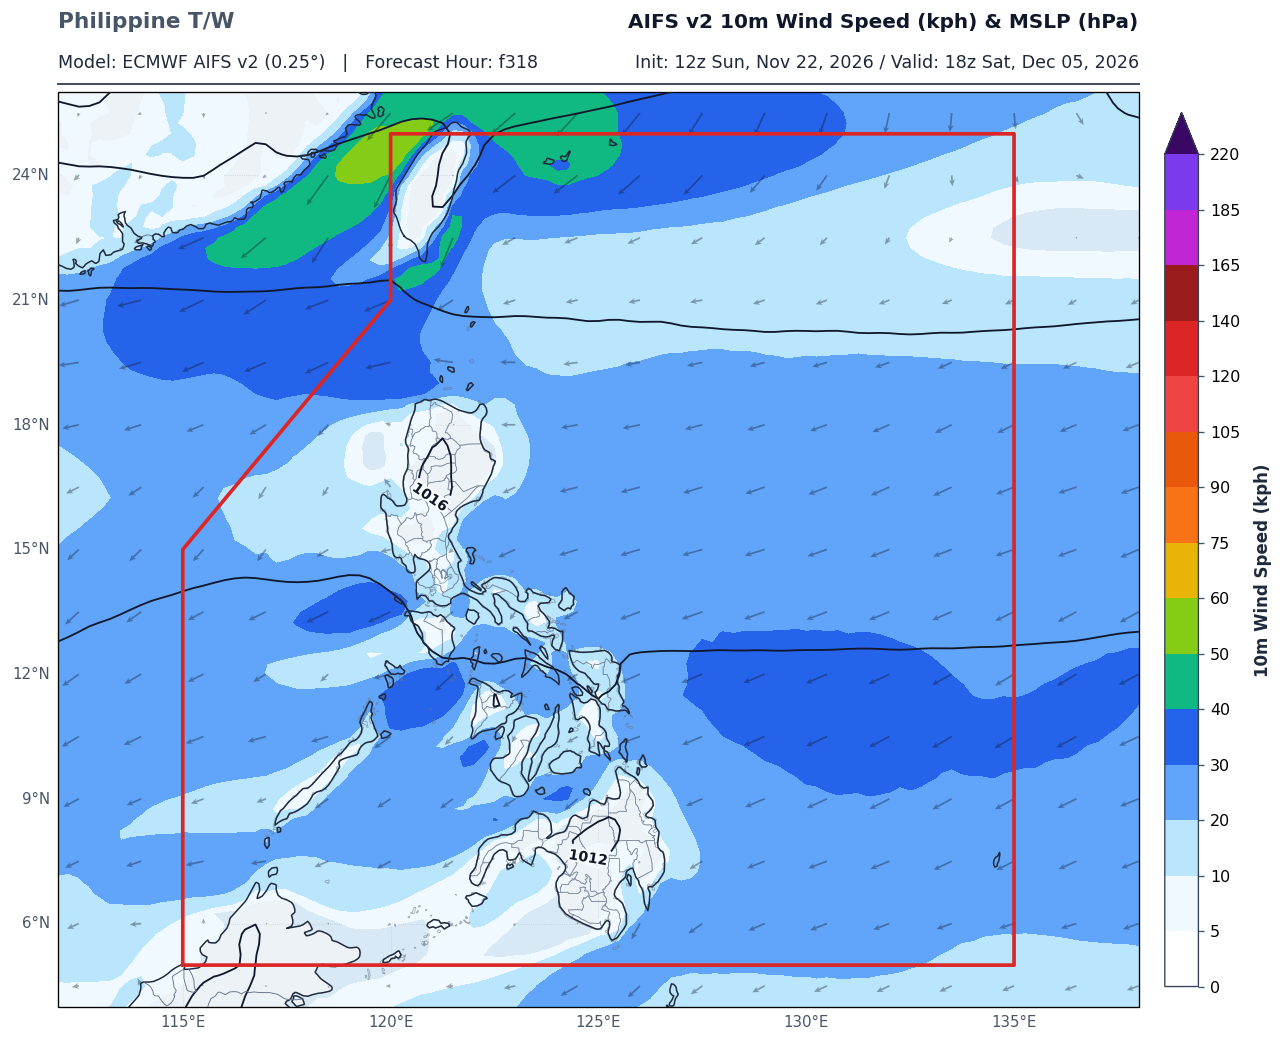 Philippine T/W
AIFS v2 10m Wind Speed (kph) & MSLP (hPa)
Model: ECMWF AIFS v2 (0.25°) | Forecast Hour: f318
Init: 12z Sun, Nov 22, 2026 / Valid: 18z Sat, Dec 05, 2026
24°N
21°N
18°N
15°N
12°N
9°N
6°N
1016
1012
115°E
120°E
125°E
130°E
135°E
220
185
165
140
120
105
90
75
60
50
40
30
20
10
5
0
10m Wind Speed (kph)